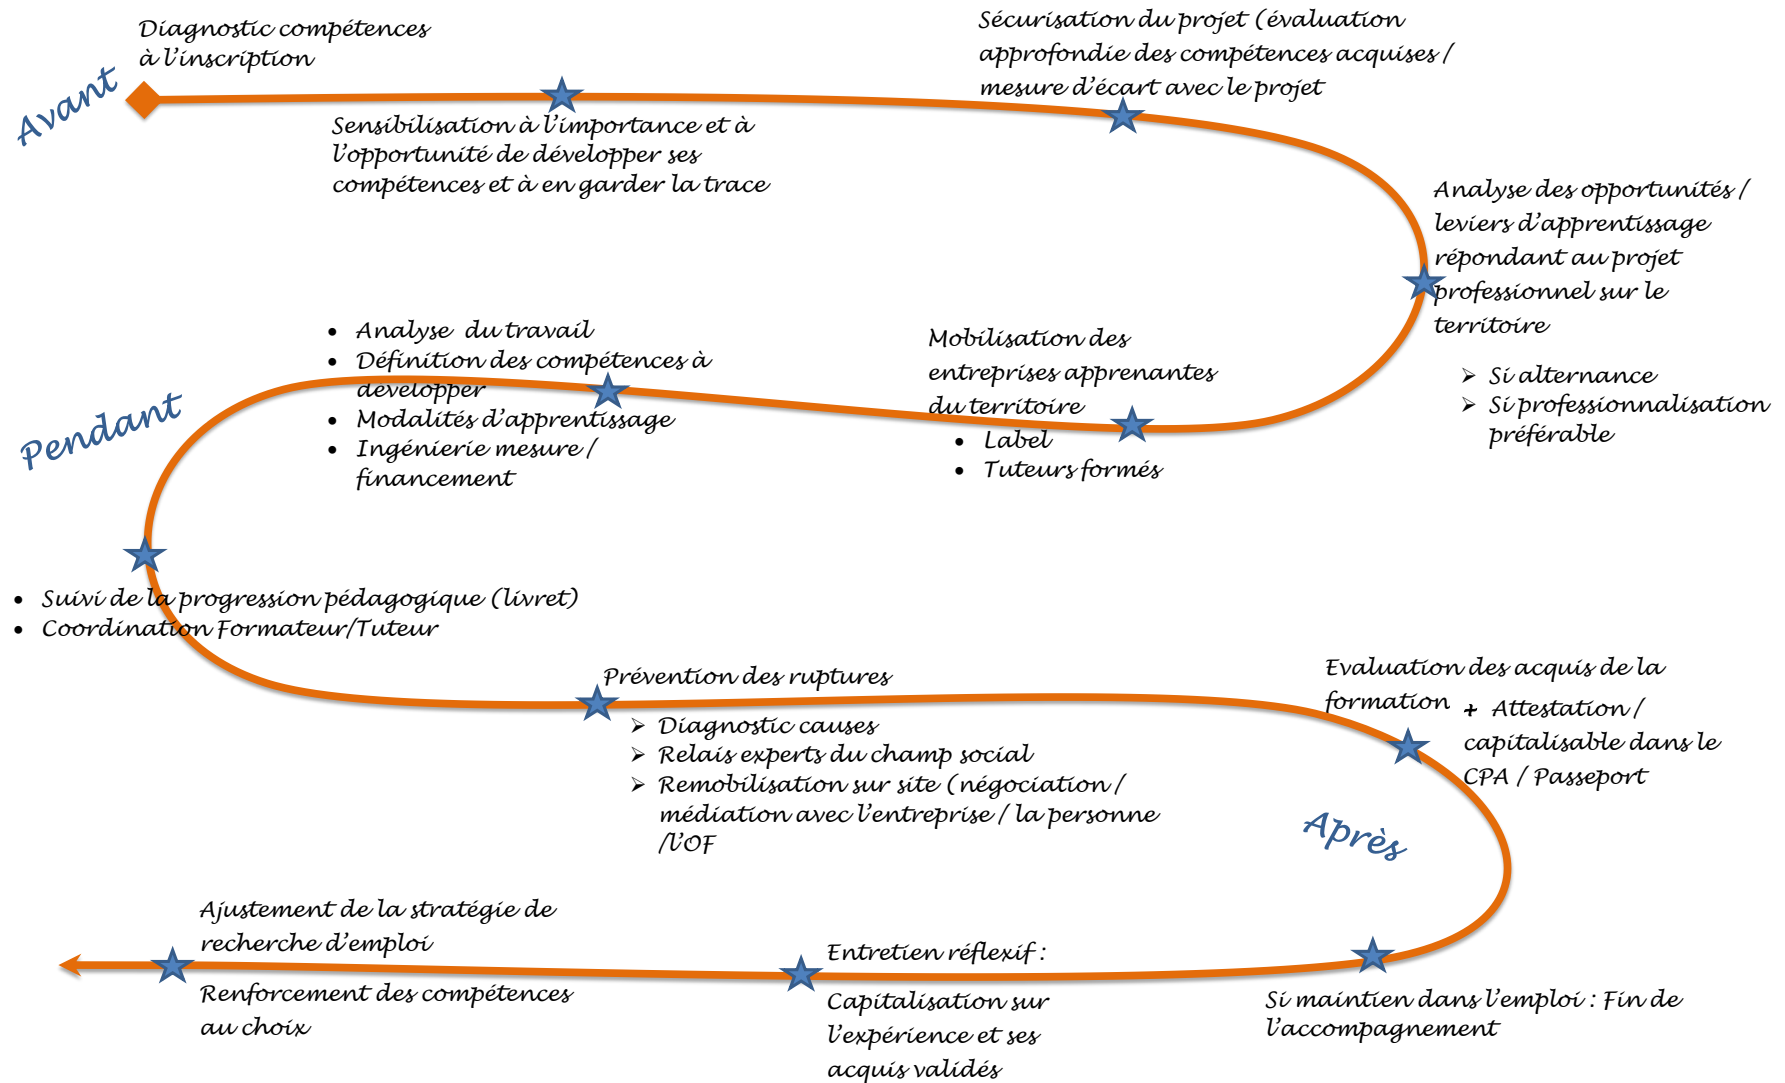 Avant
Diagnostic compétences
à l’inscription
Sensibilisation à l’importance et à
l’opportunité de développer ses
compétences et à en garder la trace
Sécurisation du projet (évaluation
approfondie des compétences acquises /
mesure d’écart avec le projet
Analyse des opportunités /
leviers d’apprentissage
répondant au projet
professionnel sur le
territoire
➢ Si alternance
➢ Si professionnalisation
préférable
Mobilisation des
entreprises apprenantes
du territoire
• Label
• Tuteurs formés
• Analyse du travail
• Définition des compétences à
développer
• Modalités d’apprentissage
• Ingénierie mesure /
financement
Pendant
• Suivi de la progression pédagogique (livret)
• Coordination Formateur/Tuteur
Prévention des ruptures
➢ Diagnostic causes
➢ Relais experts du champ social
➢ Remobilisation sur site (négociation /
médiation avec l’entreprise / la personne
/l’OF
Evaluation des acquis de la
formation
+ Attestation /
capitalisable dans le
CPA / Passeport
Après
Si maintien dans l’emploi : Fin de
l’accompagnement
Entretien réflexif :
Capitalisation sur
l’expérience et ses
acquis validés
Ajustement de la stratégie de
recherche d’emploi
Renforcement des compétences
au choix